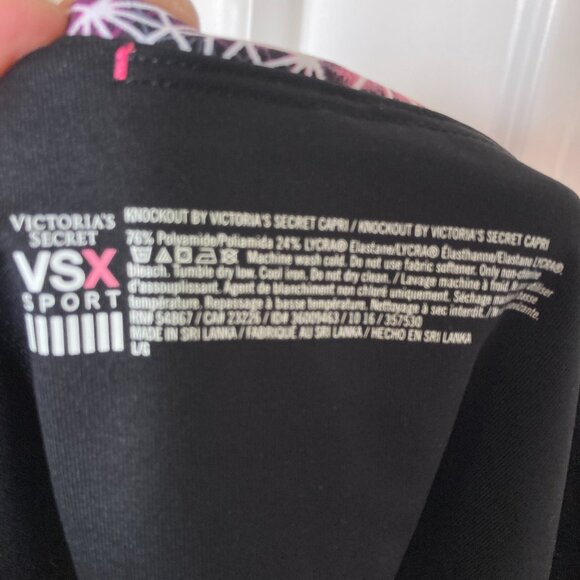 VICTORIA'S
SECRET
VSX
SPORT
KNOCKOUT BY VICTORIA'S SECRET CAPRI / KNOCKOUT BY VICTORIA'S SECRET CAPRI
76% Polyamide/Poliamida 24% LYCRA® Elastane/LYCRA® Élasthanne/Elastane LYCRA®
Machine wash cold. Do not use fabric softener. Only non-chlorine
bleach. Tumble dry low. Cool iron. Do not dry clean. / Lavage machine à froid.
d'assouplissant. Agent de blanchiment non chloré uniquement. Séchage basse
température. Repassage à basse température. Nettoyage à sec interdit. /
RN# 54867 / CA# 23226 / ID# 36009463 / 10 16 / 357530
MADE IN SRI LANKA / FABRIQUÉ AU SRI LANKA / HECHO EN SRI LANKA
L/G